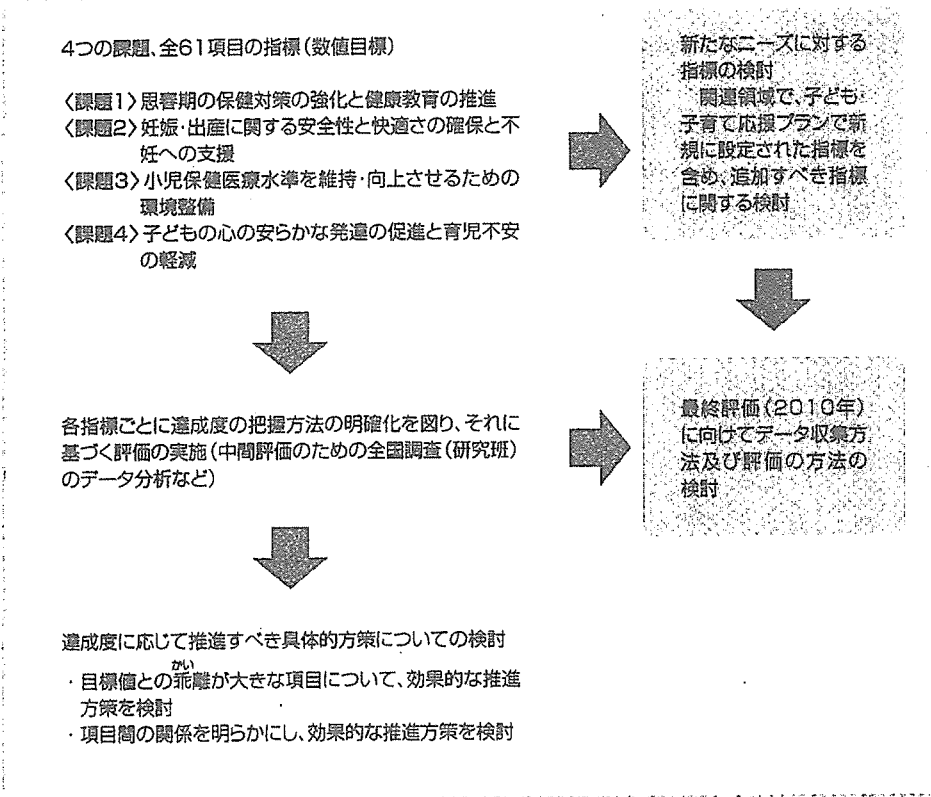 4つの課題、全61項目の指標(数値目標)
〈課題1〉思春期の保健対策の強化と健康教育の推進
〈課題2〉妊娠・出産に関する安全性と快適さの確保と不
妊への支援
〈課題3〉小児保健医療水準を維持・向上させるための
環境整備
〈課題4〉子どもの心の安らかな発達の促進と育児不安
の軽減
新たなニーズに対する
指標の検討
関連領域で、子ども・
子育て応援プランで新
規に設定された指標を
含め、追加すべき指標
に関する検討
各指標ごとに達成度の把握方法の明確化を図り、それに
基づく評価の実施(中間評価のための全国調査(研究班)
のデータ分析など)
最終評価(2010年)
に向けてデータ収集方
法及び評価の方法の
検討
達成度に応じて推進すべき具体的方策についての検討
かい
・目標値との乖離が大きな項目について、効果的な推進
方策を検討
・項目間の関係を明らかにし、効果的な推進方策を検討